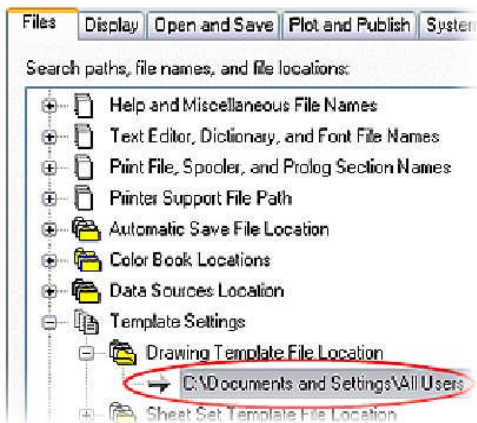 Files Display Open and Save Plot and Publish System
Search paths, file names, and file locations:
Help and Miscellaneous File Names
Text Editor, Dictionary, and Font File Names
Print File, Spooler, and Prolog Section Names
Printer Support File Path
Automatic Save File Location
Color Book Locations
Data Sources Location
Template Settings
Drawing Template File Location
C:\Documents and Settings\All Users
Sheet Set Template File Location